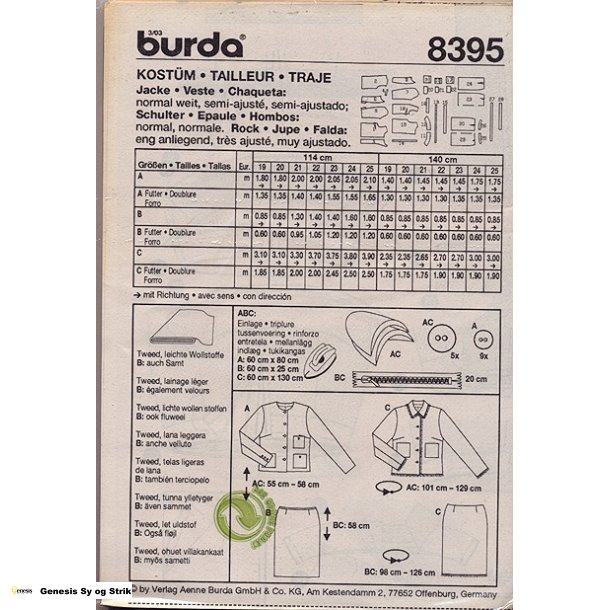 3/03
burda®
8395
KOSTÜM • TAILLEUR • TRAJE
Jacke • Veste • Chaqueta:
normal weit, semi-ajusté, semi-ajustado;
Schulter • Epaule • Hombos:
normal, normale. Rock • Jupe • Falda:
eng anliegend, très ajusté, muy ajustado.
114 cm 140 cm
Größen • Tailles • Tallas Eur. 19 20 21 22 23 24 25 19 20 21 22 23 24 25
A m 1.80 1.80 2.00 2.00 2.05 2.05 2.10 1.40 1.40 1.45 1.45 1.45 1.75 1.75
A Futter • Doublure m 1.35 1.35 1.40 1.40 1.55 1.55 1.65 1.30 1.30 1.30 1.30 1.30 1.35 1.35
Forro
B m 0.85 0.85 1.30 1.40 1.40 1.60 1.60 0.85 0.85 0.85 0.85 0.85 0.85 0.85
B Futter • Doublure m 0.60 0.60 0.95 1.05 1.20 1.20 1.20 0.60 0.60 0.60 0.60 0.60 0.60 0.60
Forro
C m 3.10 3.10 3.30 3.70 3.75 3.80 3.90 2.35 2.35 2.65 2.70 2.70 3.00 3.00
C Futter • Doublure m 1.85 1.85 2.00 2.00 2.45 2.50 2.50 1.75 1.75 1.75 1.90 1.90 1.90 1.90
Forro
→ mit Richtung • avec sens • con dirección
ABC:
Einlage • triplure
tussenvoering • rinforzo
entretela • mellanlägg
indlæg • tukikangas
A: 60 cm x 80 cm
B: 60 cm x 25 cm
C: 60 cm x 130 cm
AC
AC
5x
A
9x
BC
20 cm
Tweed, leichte Wollstoffe
B: auch Samt
Tweed, lainage léger
B: également velours
Tweed, lichte wollen stoffen
B: ook fluweel
Tweed, lana leggera
B: anche velluto
Tweed, telas ligeras
de lana
B: también terciopelo
Tweed, tunna ylletyger
B: även sammet
Tweed, let uldstof
B: Også fløjl
Tweed, ohuet villakankaat
B: myös sametti
A
C
AC: 55 cm – 58 cm
AC: 101 cm – 129 cm
B
BC: 58 cm
C
BC: 98 cm – 126 cm
© by Verlag Aenne Burda GmbH & Co. KG, Am Kestendamm 2, 77652 Offenburg, Germany
Genesis
Genesis Sy og Strik